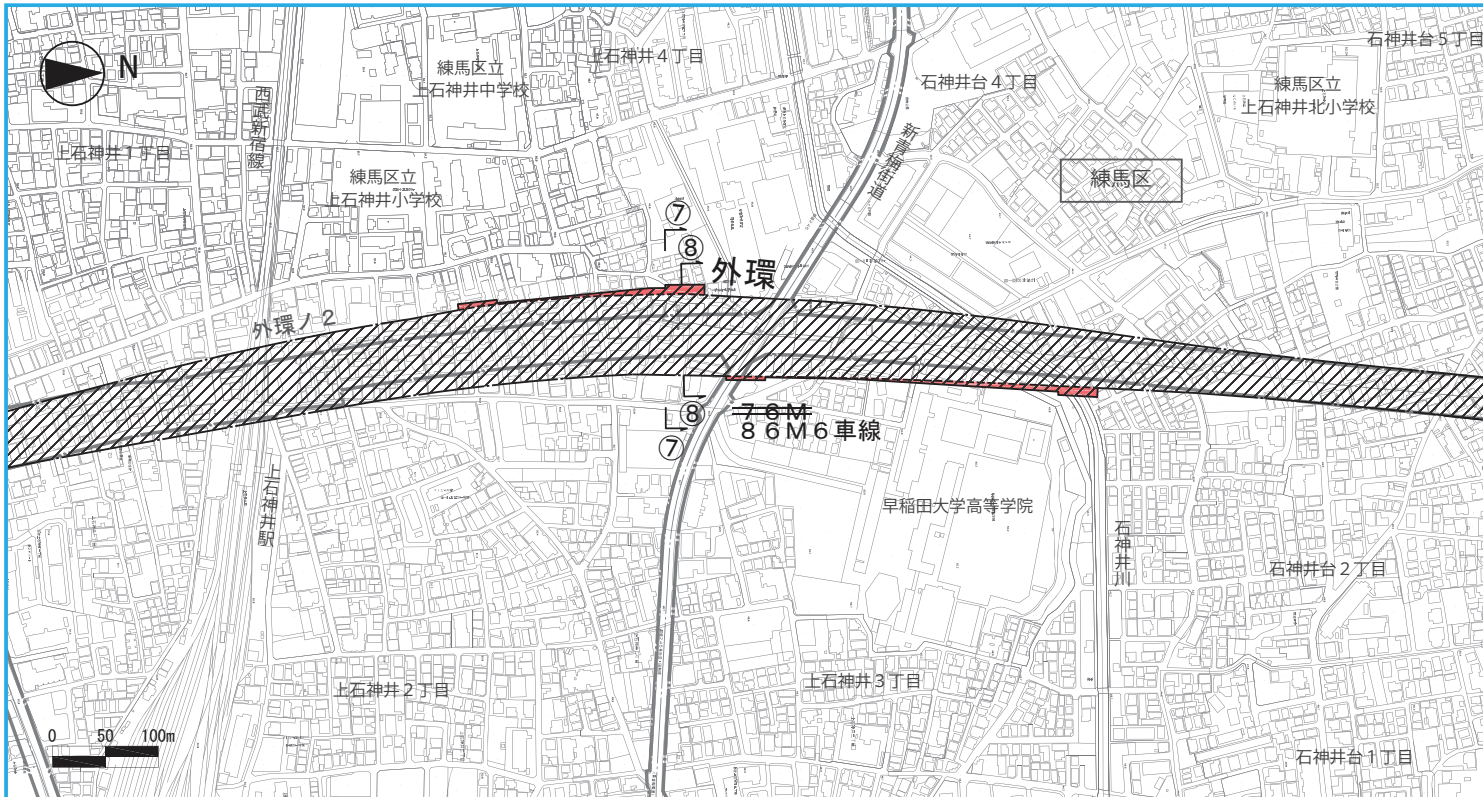 N
西武新宿線
練馬区立
上石神井中学校
上石神井４丁目
石神井台５丁目
石神井台４丁目
練馬区立
上石神井北小学校
新青梅街道
上石神井１丁目
練馬区立
上石神井小学校
練馬区
⑦
⑧
外環
外環ノ２
⑧
７６Ｍ
８６Ｍ６車線
⑦
上石神井駅
早稲田大学高等学院
石神井川
石神井台２丁目
上石神井２丁目
上石神井３丁目
石神井台１丁目
0 50 100m